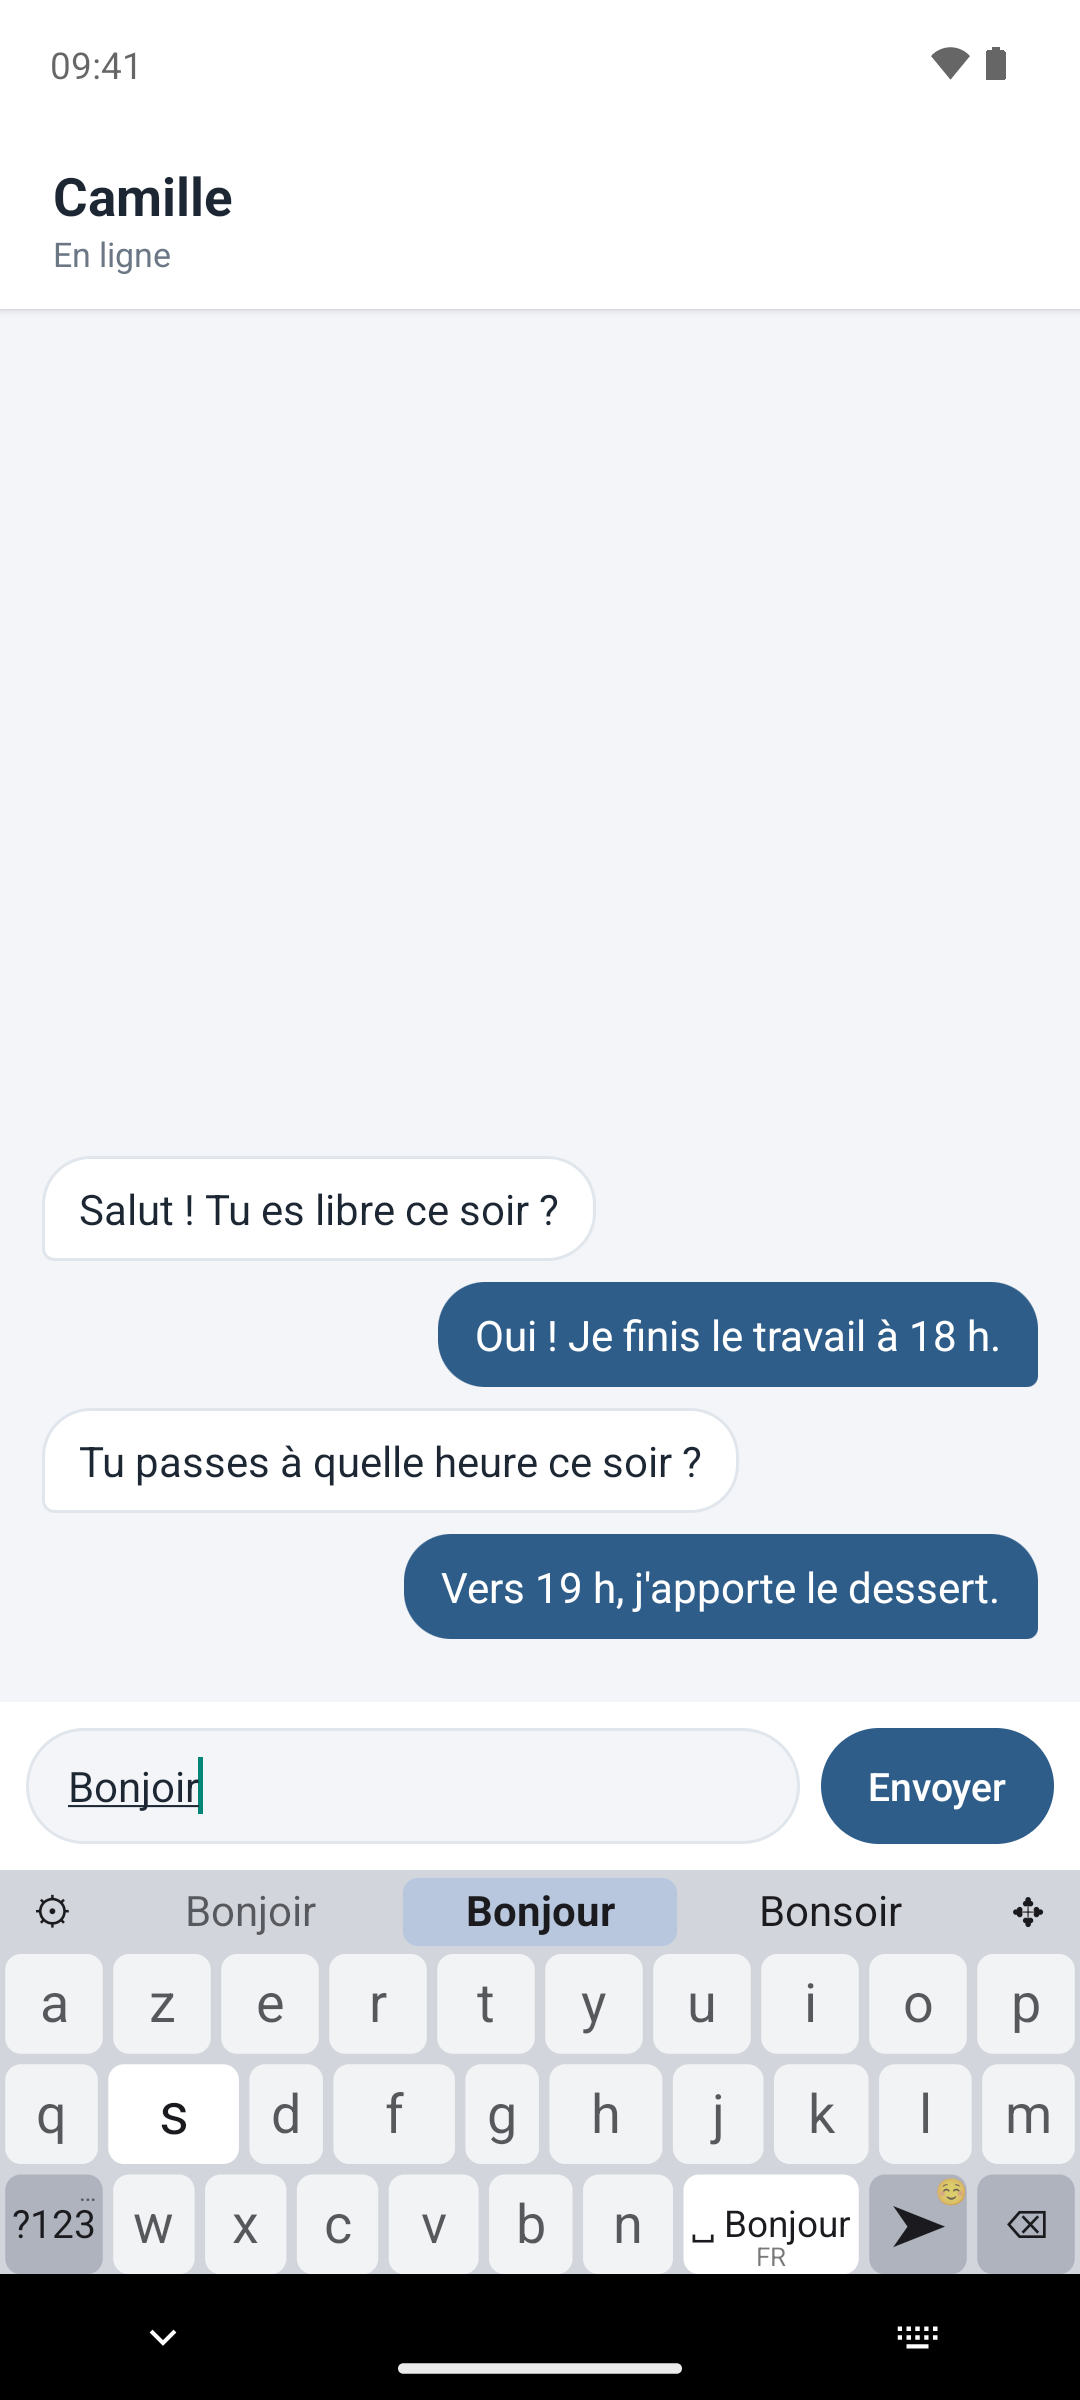 09:41
Camille
En ligne
Salut ! Tu es libre ce soir ?
Oui ! Je finis le travail à 18 h.
Tu passes à quelle heure ce soir ?
Vers 19 h, j'apporte le dessert.
Bonjoir
Envoyer
Bonjoir Bonjour Bonsoir
a z e r t y u i o p
q s d f g h j k l m
?123 ... w x c v b n Bonjour
FR